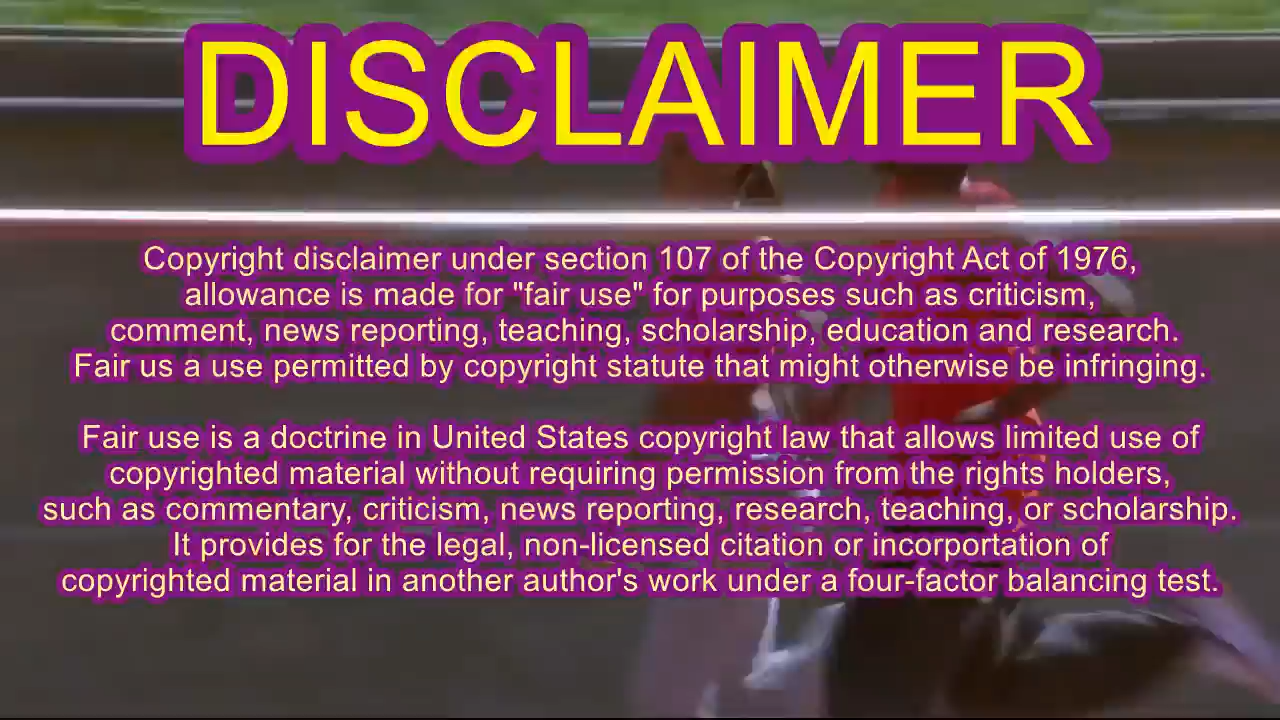 DISCLAIMER
Copyright disclaimer under section 107 of the Copyright Act of 1976,
allowance is made for "fair use" for purposes such as criticism,
comment, news reporting, teaching, scholarship, education and research.
Fair us a use permitted by copyright statute that might otherwise be infringing.
Fair use is a doctrine in United States copyright law that allows limited use of
copyrighted material without requiring permission from the rights holders,
such as commentary, criticism, news reporting, research, teaching, or scholarship.
It provides for the legal, non-licensed citation or incorportation of
copyrighted material in another author's work under a four-factor balancing test.